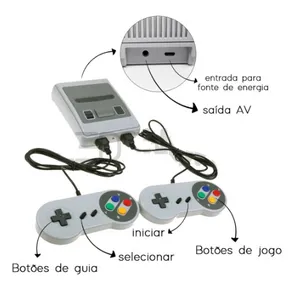 entrada para
fonte de energia
saída AV
iniciar
Botões de jogo
selecionar
Botões de guia